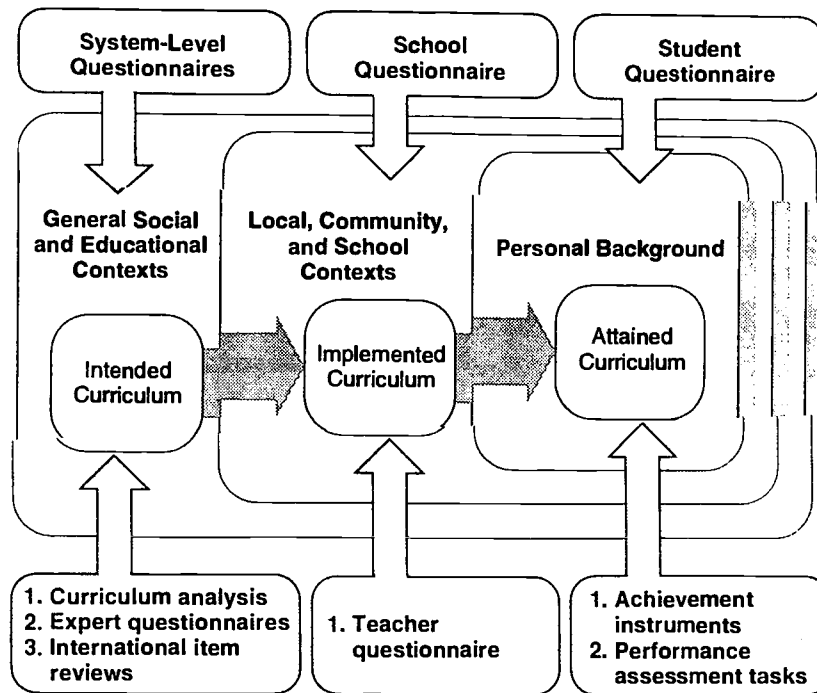 System-Level
Questionnaires
School
Questionnaire
Student
Questionnaire
General Social
and Educational
Contexts
Local, Community,
and School
Contexts
Personal Background
Intended
Curriculum
Implemented
Curriculum
Attained
Curriculum
1. Curriculum analysis
2. Expert questionnaires
3. International item
reviews
1. Teacher
questionnaire
1. Achievement
instruments
2. Performance
assessment tasks